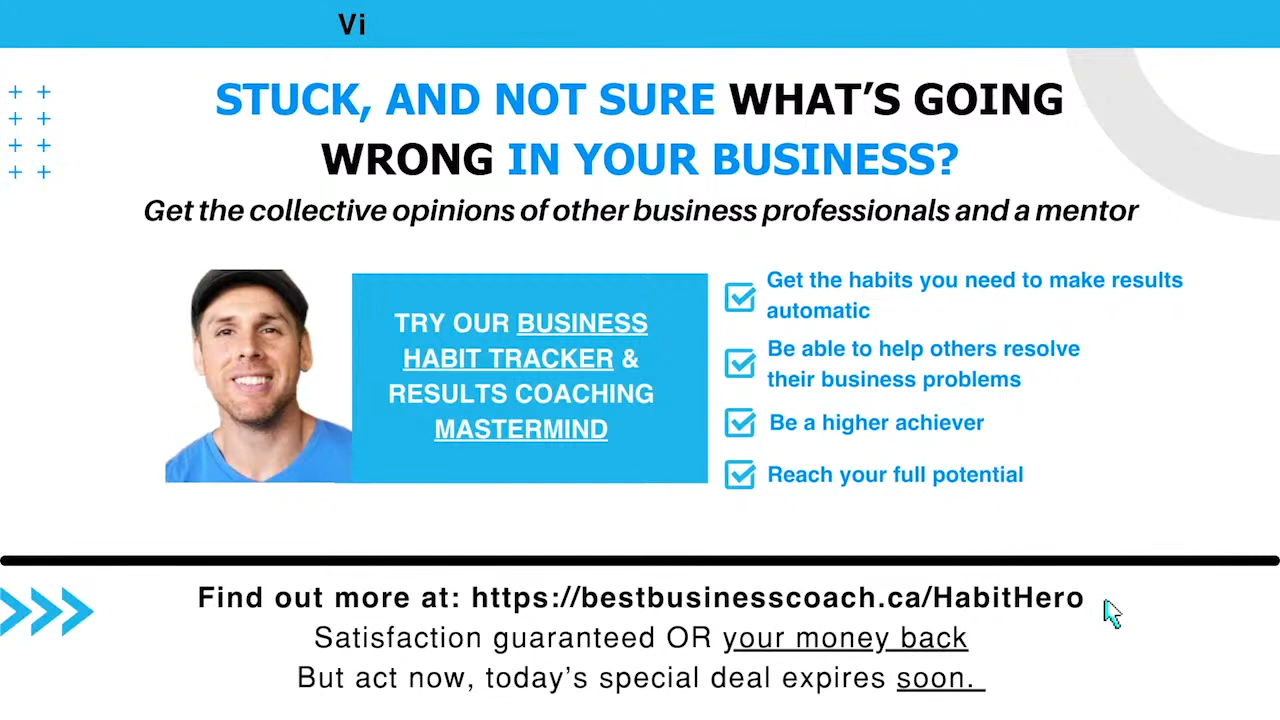 Vi
STUCK, AND NOT SURE WHAT'S GOING
WRONG IN YOUR BUSINESS?
Get the collective opinions of other business professionals and a mentor
TRY OUR BUSINESS
HABIT TRACKER &
RESULTS COACHING
MASTERMIND
Get the habits you need to make results
automatic
Be able to help others resolve
their business problems
Be a higher achiever
Reach your full potential
Find out more at: https://bestbusinesscoach.ca/HabitHero
Satisfaction guaranteed OR your money back
But act now, today's special deal expires soon.